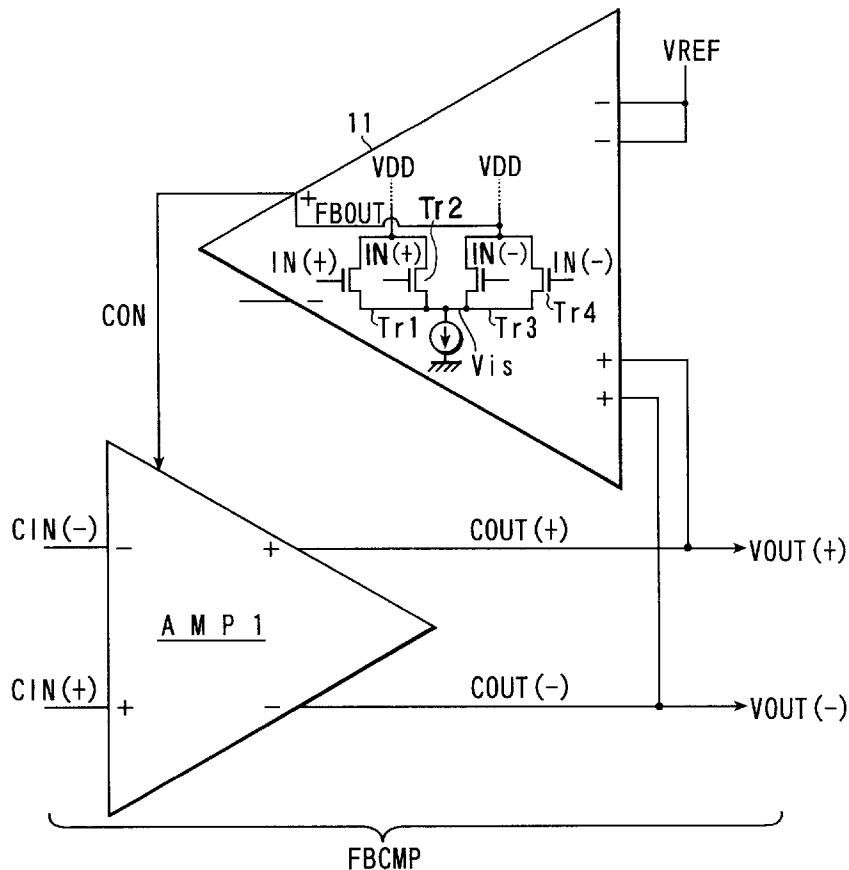 VREF
−
−
11
VDD
VDD
+
FBOUT
Tr2
IN(+)
IN(+)
IN(−)
IN(−)
−
CON
Tr1
Tr3
Tr4
Vis
+
+
CIN(−)
−
+
COUT(+)
VOUT(+)
AMP1
CIN(+)
+
−
COUT(−)
VOUT(−)
FBCMP